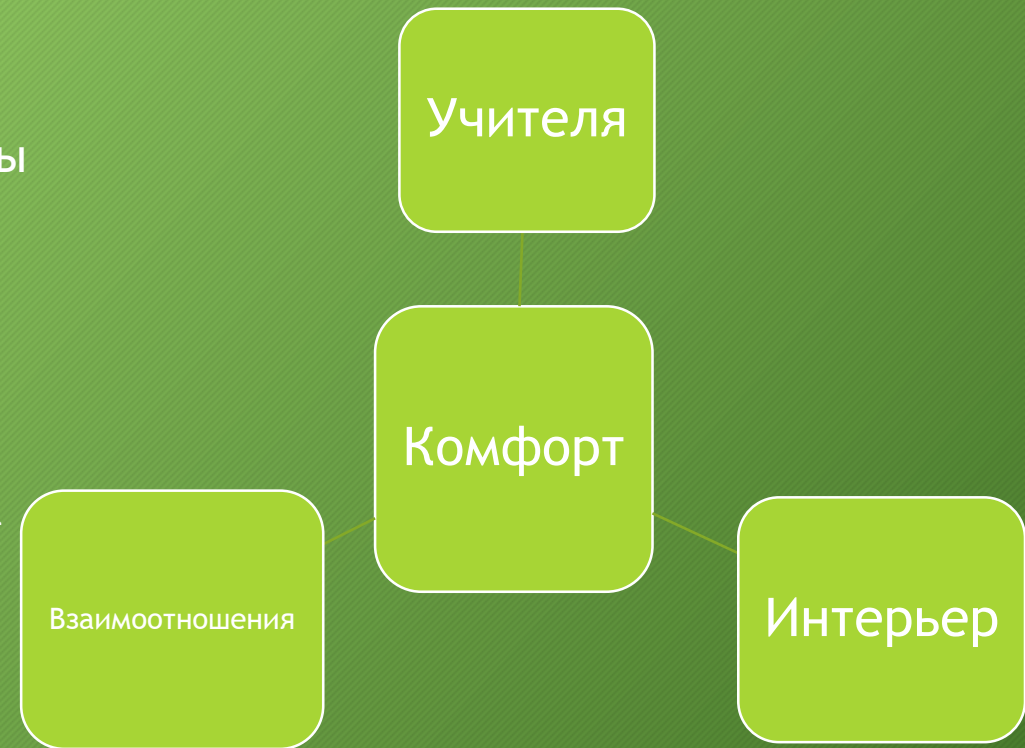 Учителя
ы
Комфорт
Взаимоотношения
Интерьер